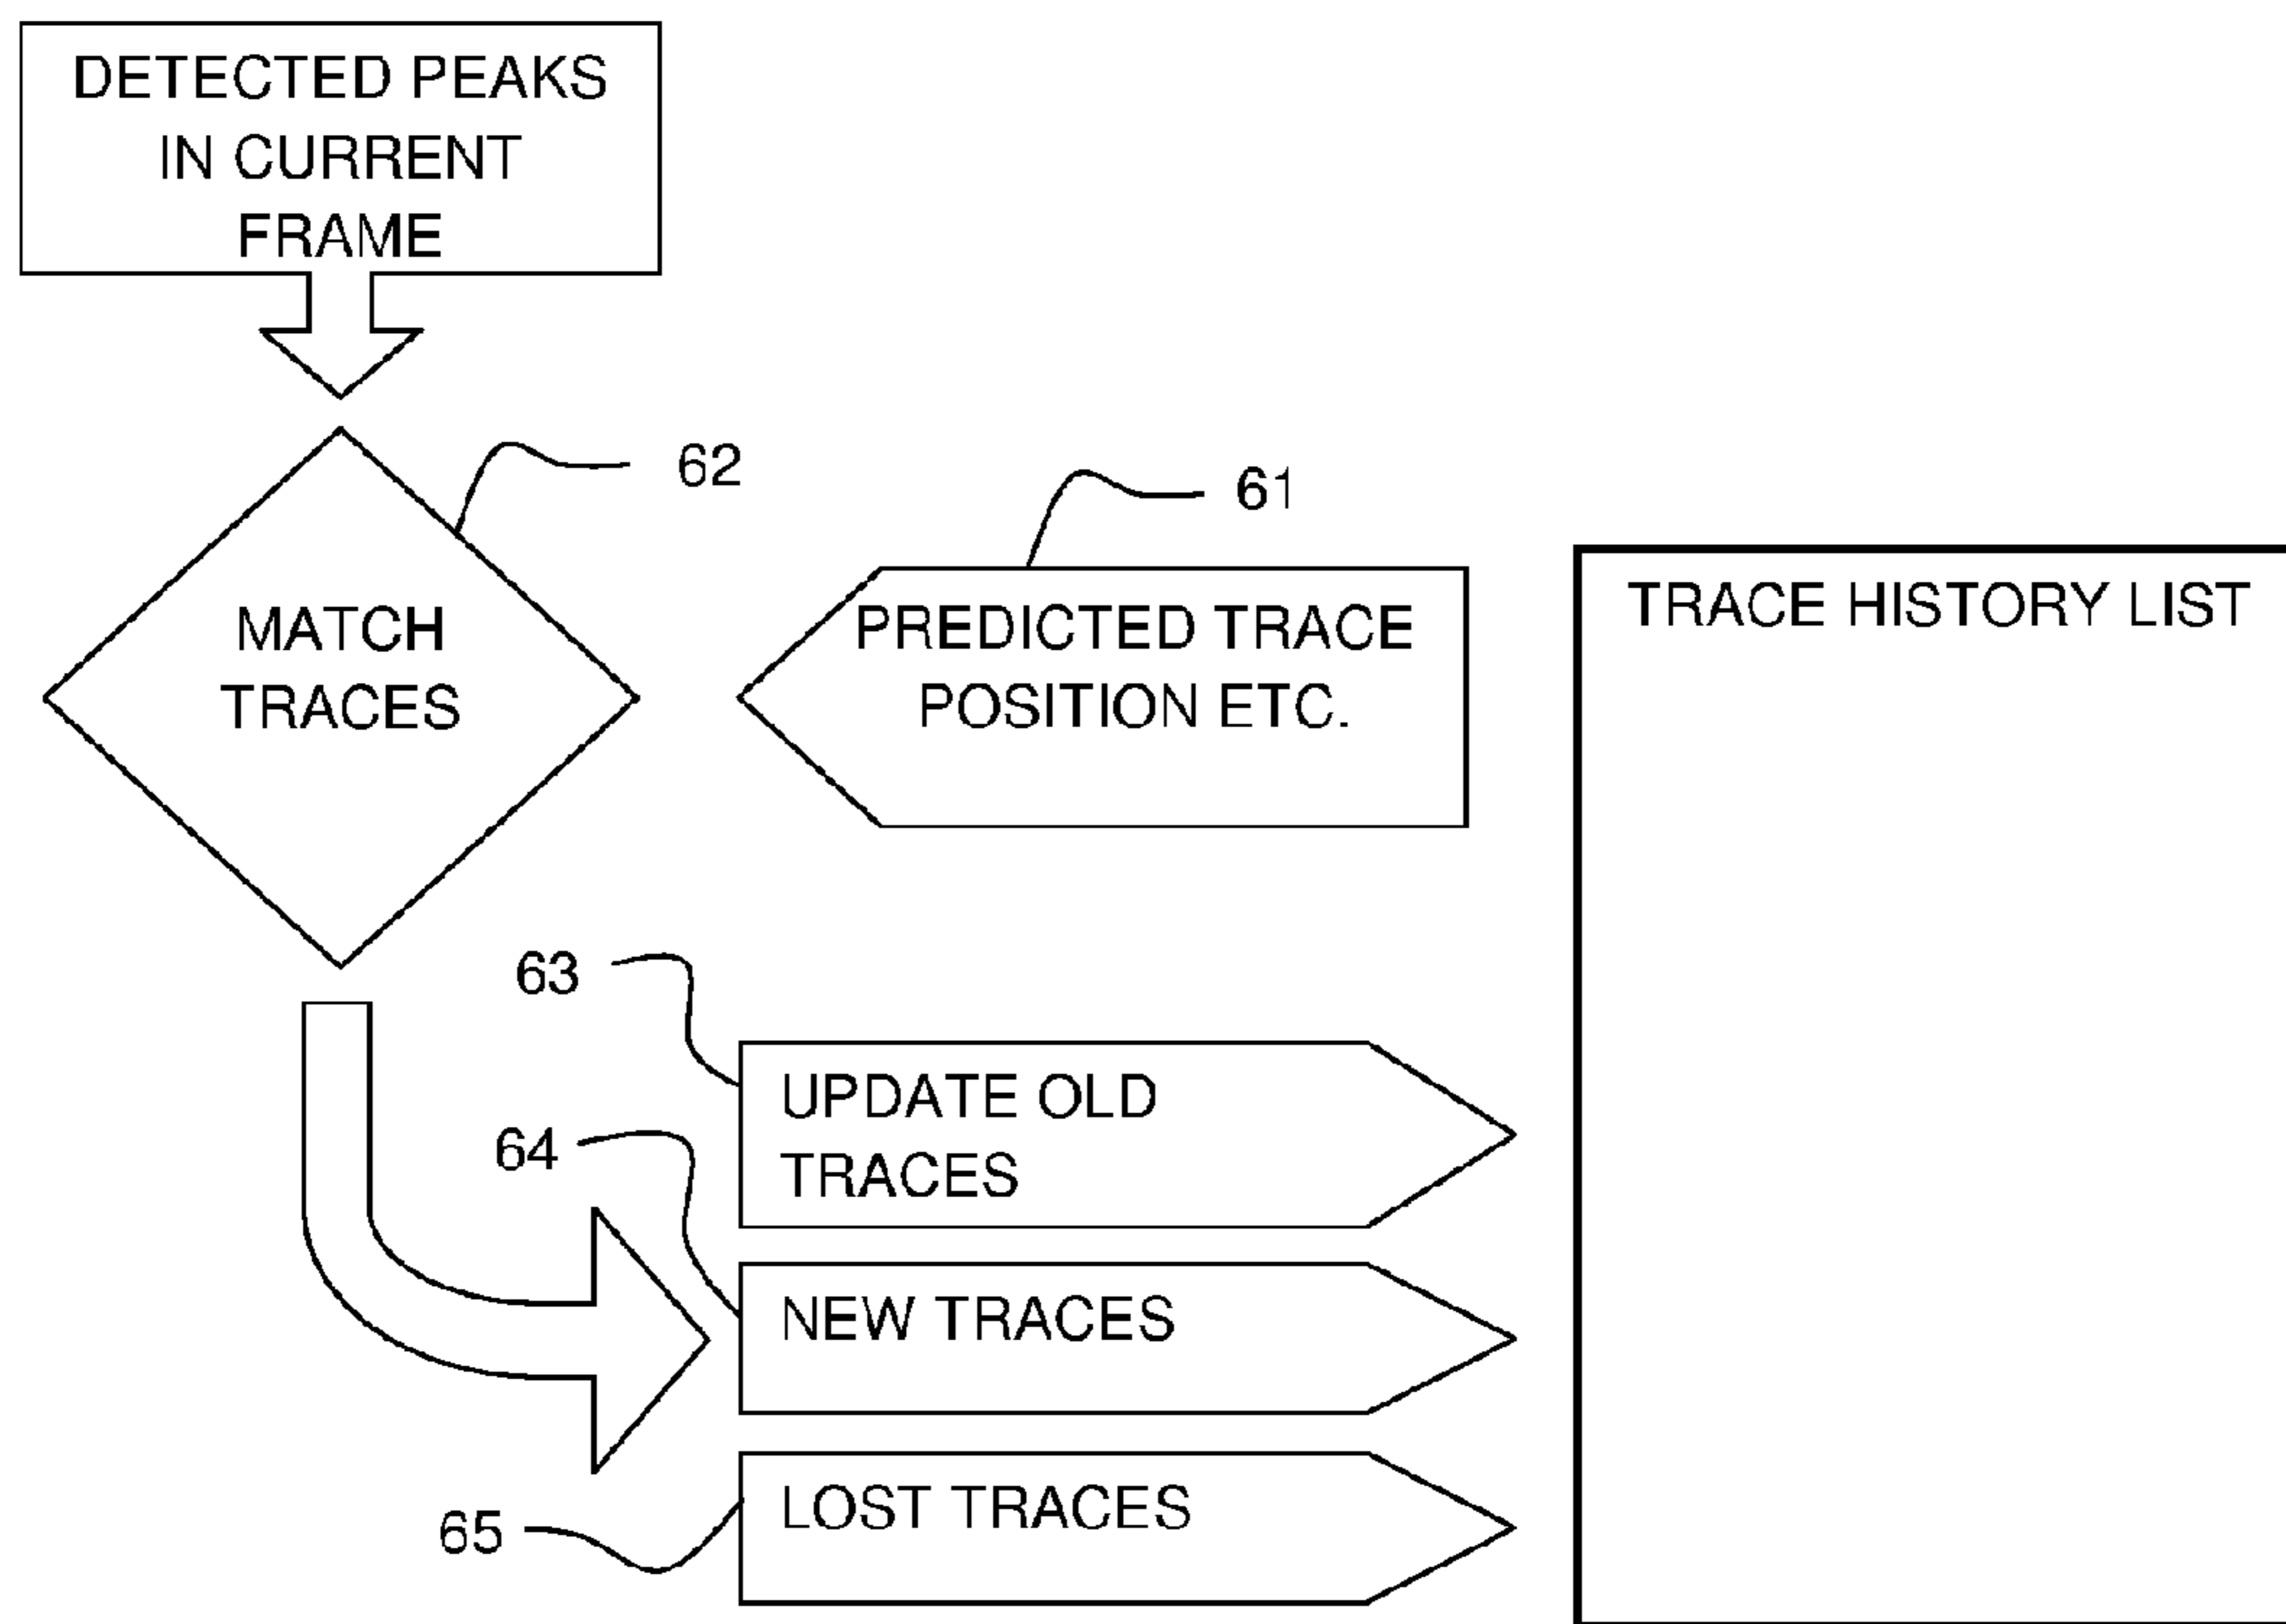 DETECTED PEAKS
IN CURRENT
FRAME
62
61
MATCH
TRACES
PREDICTED TRACE
POSITION ETC.
TRACE HISTORY LIST
63
UPDATE OLD
TRACES
64
NEW TRACES
65
LOST TRACES